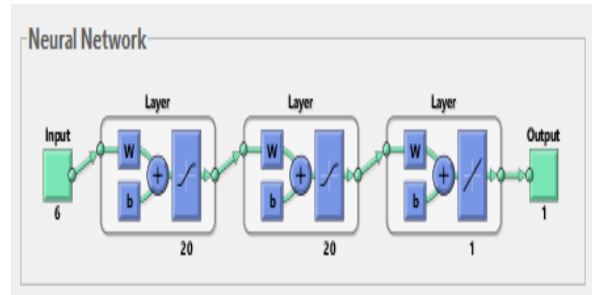 Neural Network
Layer Layer Layer
Input Output
W W W
+ + +
b b b
6 1
20 20 1